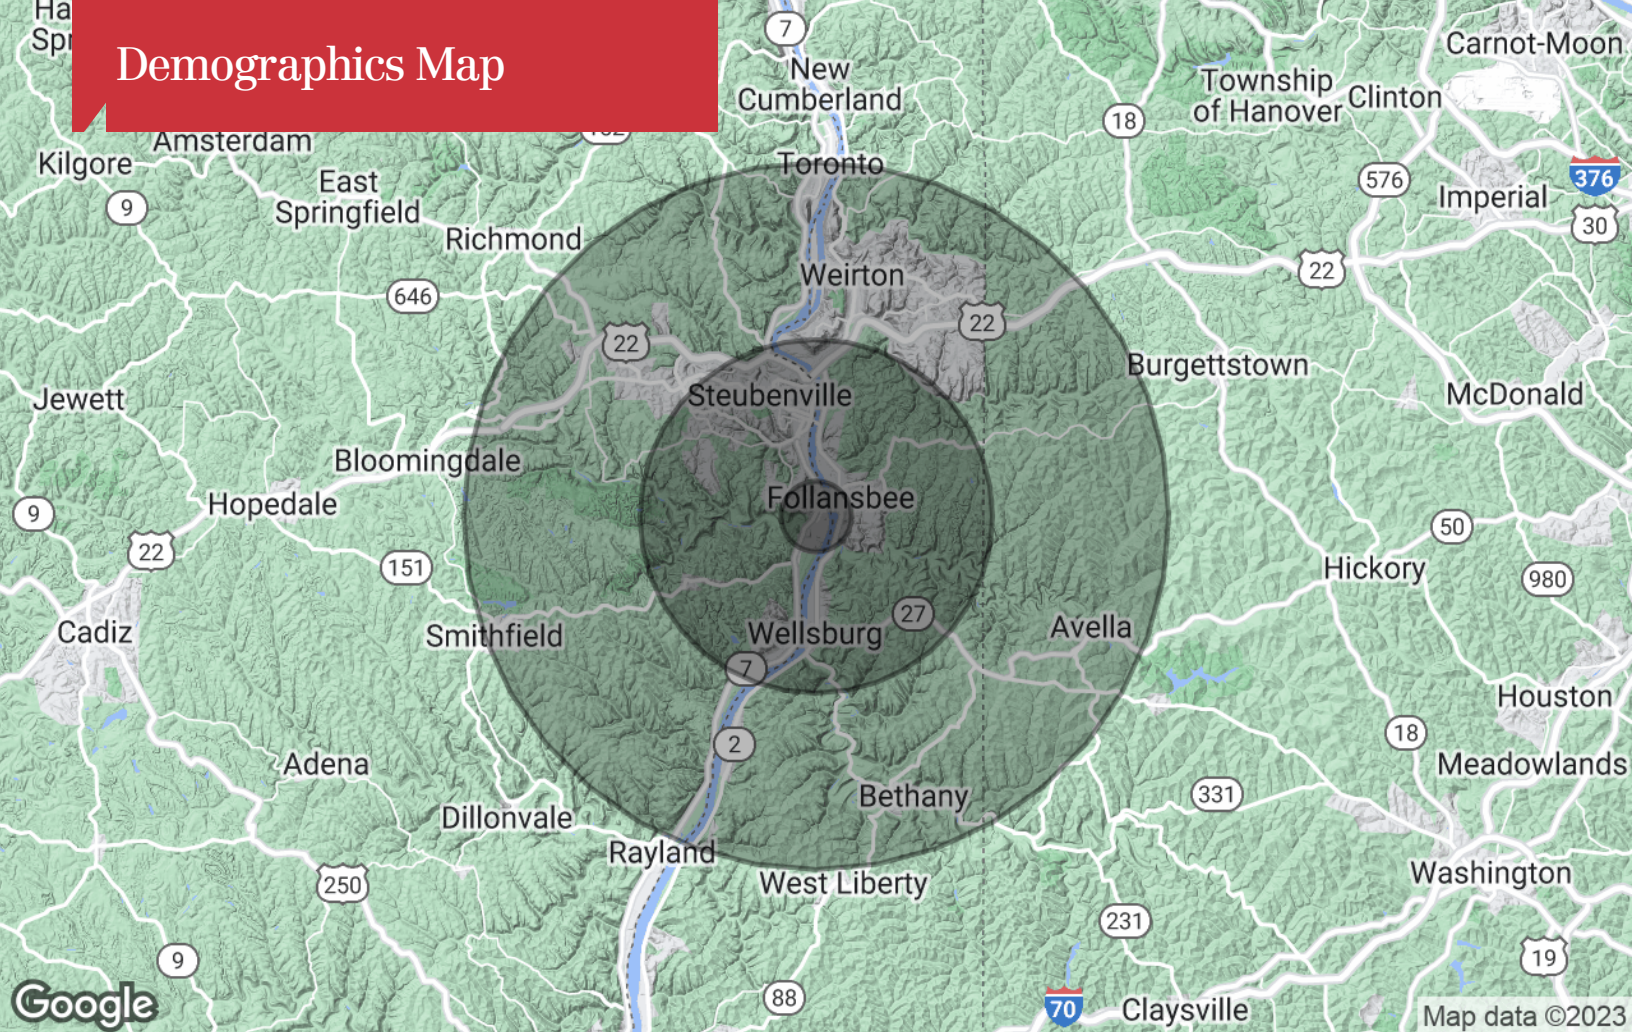 Demographics Map
Ha
Spr
7
New
Cumberland
Carnot-Moon
Township
of Hanover
Clinton
18
Amsterdam
Kilgore
Toronto
East
Springfield
576
376
Imperial
9
30
Richmond
Weirton
22
646
22
22
Burgettstown
Jewett
Steubenville
McDonald
Bloomingdale
Hopedale
Follansbee
9
50
22
151
Hickory
980
27
Cadiz
Smithfield
Wellsburg
Avella
7
Houston
2
18
Adena
Meadowlands
Bethany
331
Dillonvale
Rayland
250
West Liberty
Washington
231
9
19
88
70
Claysville
Google
Map data ©2023